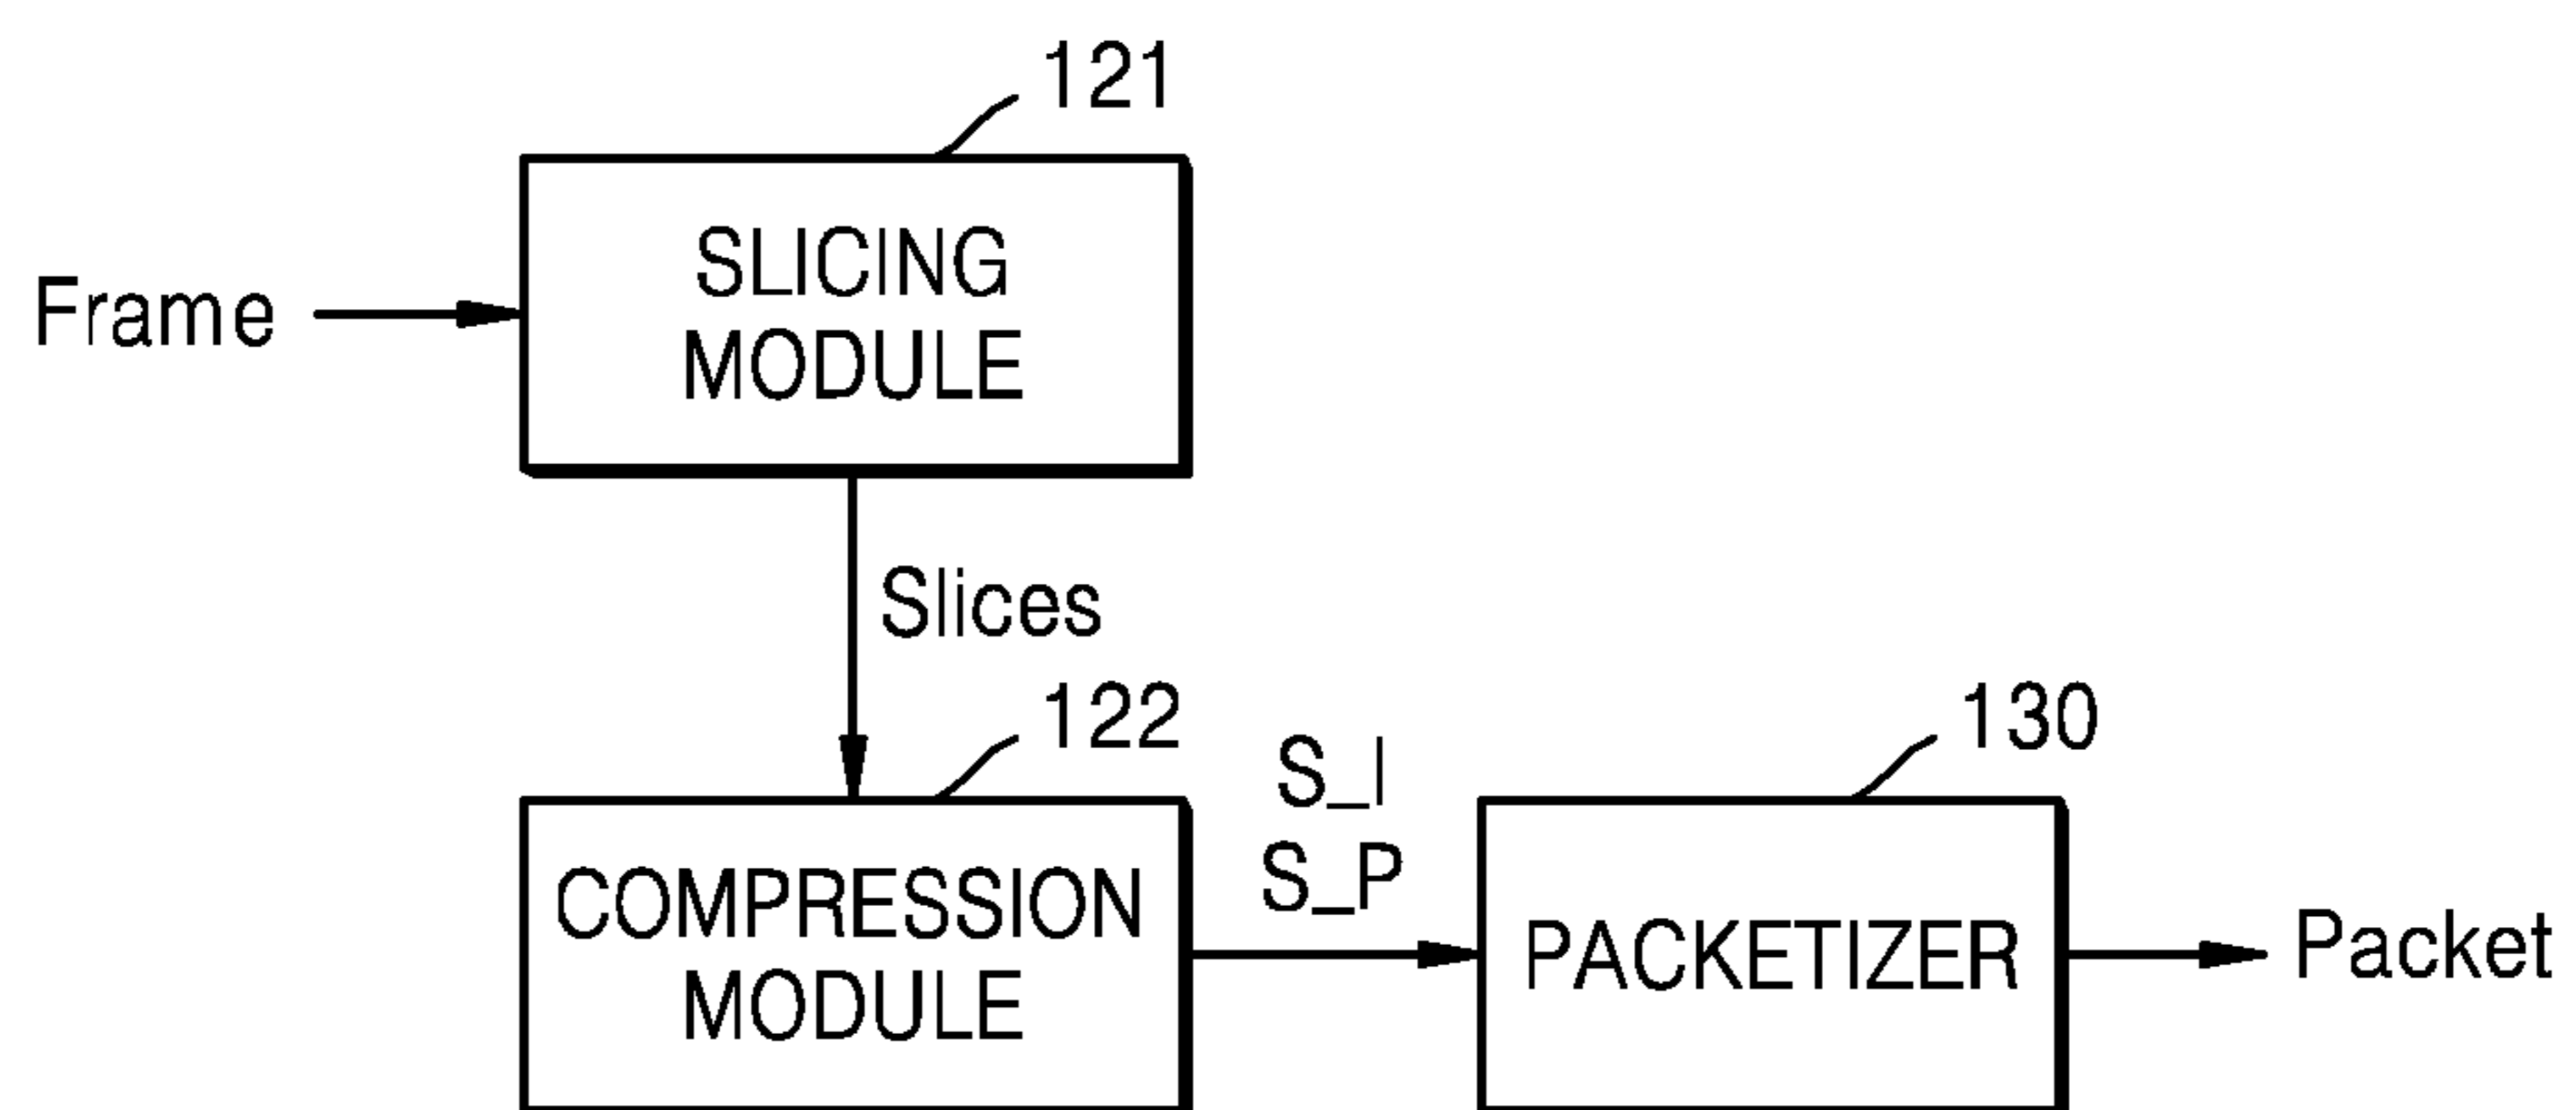 121
SLICING
MODULE
Frame
Slices
122
130
S_I
S_P
COMPRESSION
MODULE
PACKETIZER
Packet